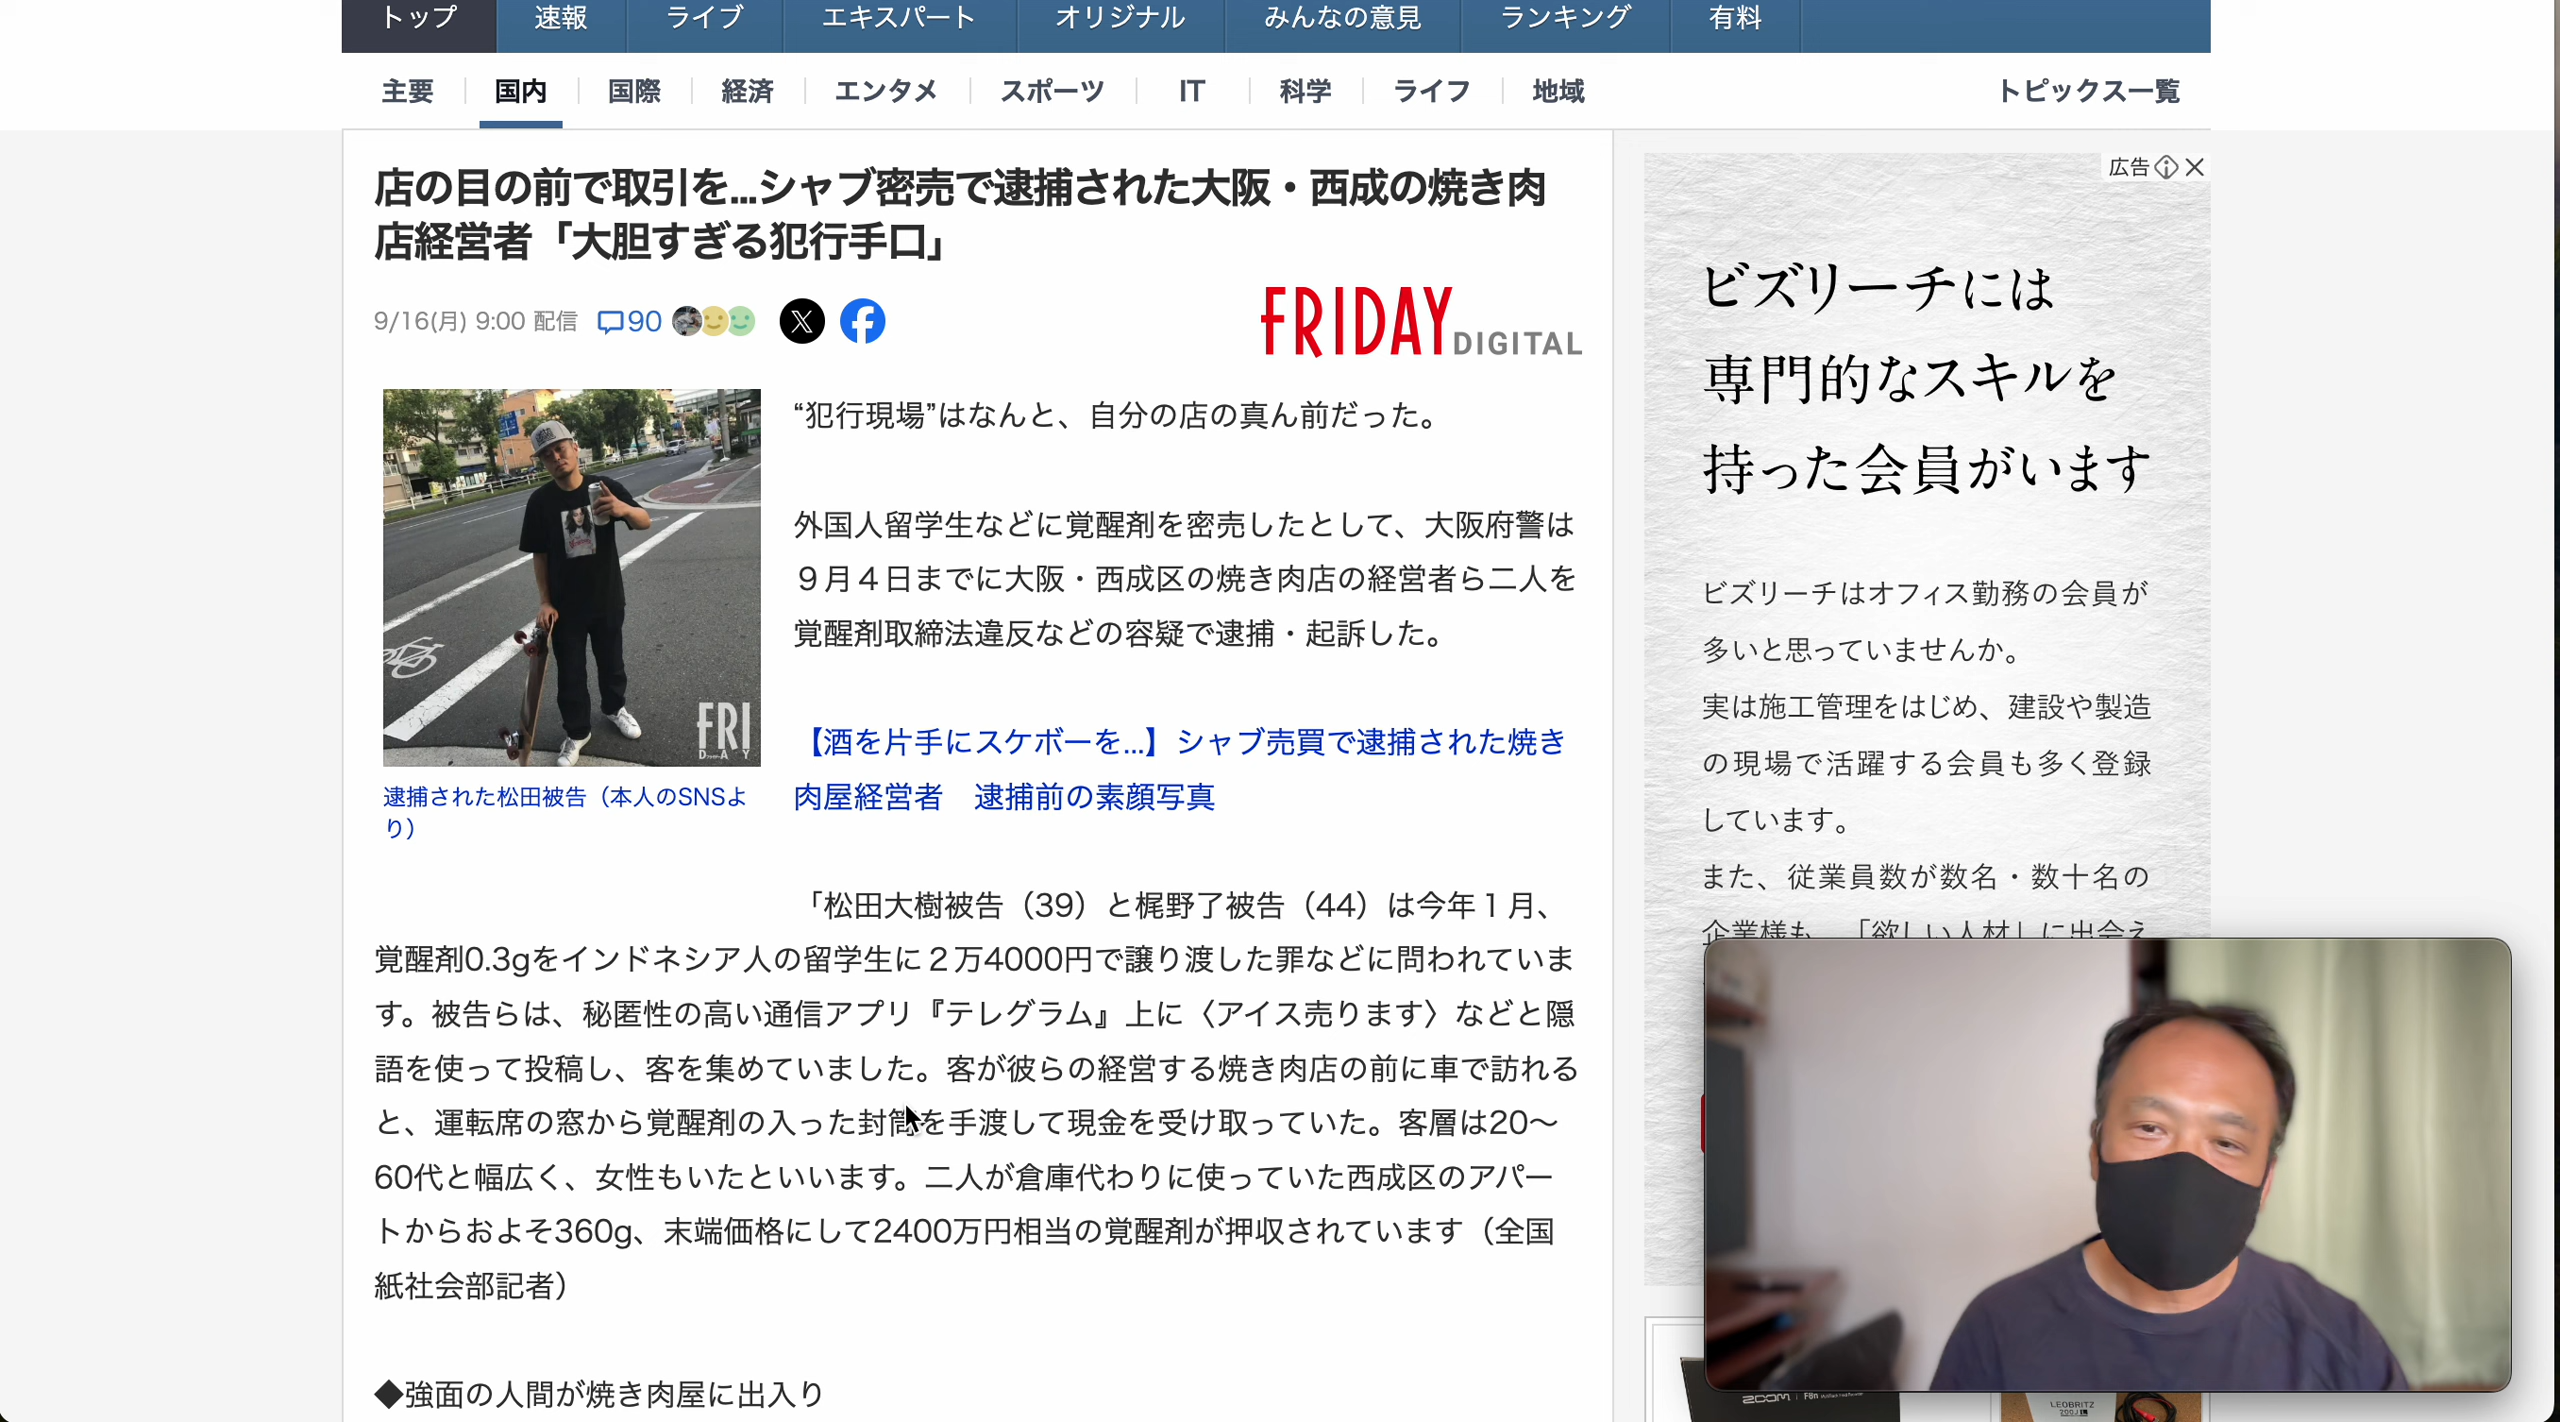 トップ
速報
ライブ
エキスパート
オリジナル
みんなの意見
ランキング
有料
主要
国内
国際
経済
エンタメ
スポーツ
IT
科学
ライフ
地域
トピックス一覧
店の目の前で取引を...シャブ密売で逮捕された大阪・西成の焼き肉
店経営者「大胆すぎる犯行手口」
9/16(月) 9:00 配信
90
FRIDAY DIGITAL
“犯行現場”はなんと、自分の店の真ん前だった。
外国人留学生などに覚醒剤を密売したとして、大阪府警は
９月４日までに大阪・西成区の焼き肉店の経営者ら二人を
覚醒剤取締法違反などの容疑で逮捕・起訴した。
FRI
DAY
逮捕された松田被告（本人のSNSよ
り）
【酒を片手にスケボーを...】シャブ売買で逮捕された焼き
肉屋経営者　逮捕前の素顔写真
「松田大樹被告（39）と梶野了被告（44）は今年１月、
覚醒剤0.3gをインドネシア人の留学生に２万4000円で譲り渡した罪などに問われていま
す。被告らは、秘匿性の高い通信アプリ『テレグラム』上に〈アイス売ります〉などと隠
語を使って投稿し、客を集めていました。客が彼らの経営する焼き肉店の前に車で訪れる
と、運転席の窓から覚醒剤の入った封筒を手渡して現金を受け取っていた。客層は20〜
60代と幅広く、女性もいたといいます。二人が倉庫代わりに使っていた西成区のアパー
トからおよそ360g、末端価格にして2400万円相当の覚醒剤が押収されています（全国
紙社会部記者）
◆強面の人間が焼き肉屋に出入り
広告
ビズリーチには
専門的なスキルを
持った会員がいます
ビズリーチはオフィス勤務の会員が
多いと思っていませんか。
実は施工管理をはじめ、建設や製造
の現場で活躍する会員も多く登録
しています。
また、従業員数が数名・数十名の
企業様も、「欲しい人材」に出会え
ZOOM F8n
LEOBRITZ